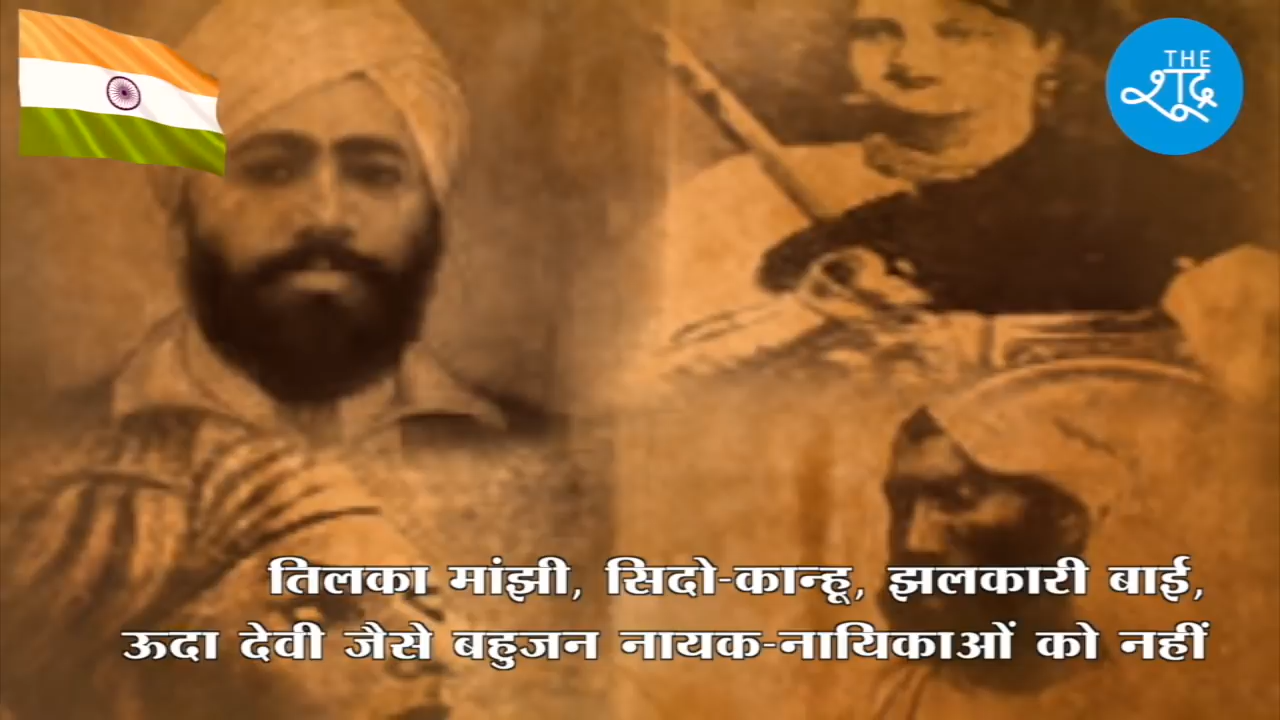 THE
शूद्र
तिलका मांझी, सिदो-कान्हू, झलकारी बाई,
ऊदा देवी जैसे बहुजन नायक-नायिकाओं को नहीं